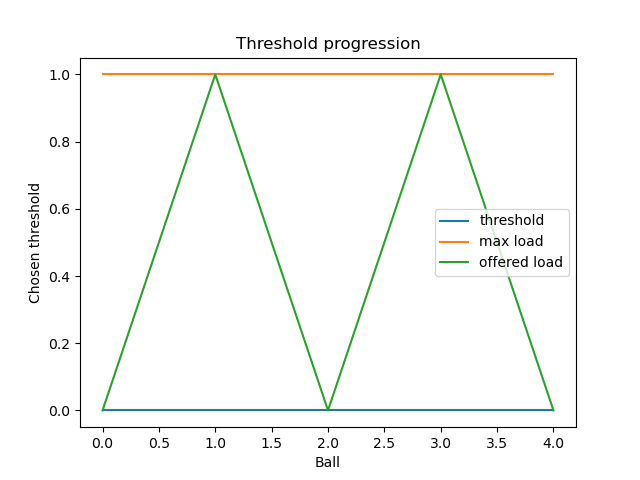 Threshold progression
Chosen threshold
1.0
0.8
0.6
0.4
0.2
0.0
threshold
max load
offered load
0.0 0.5 1.0 1.5 2.0 2.5 3.0 3.5 4.0
Ball